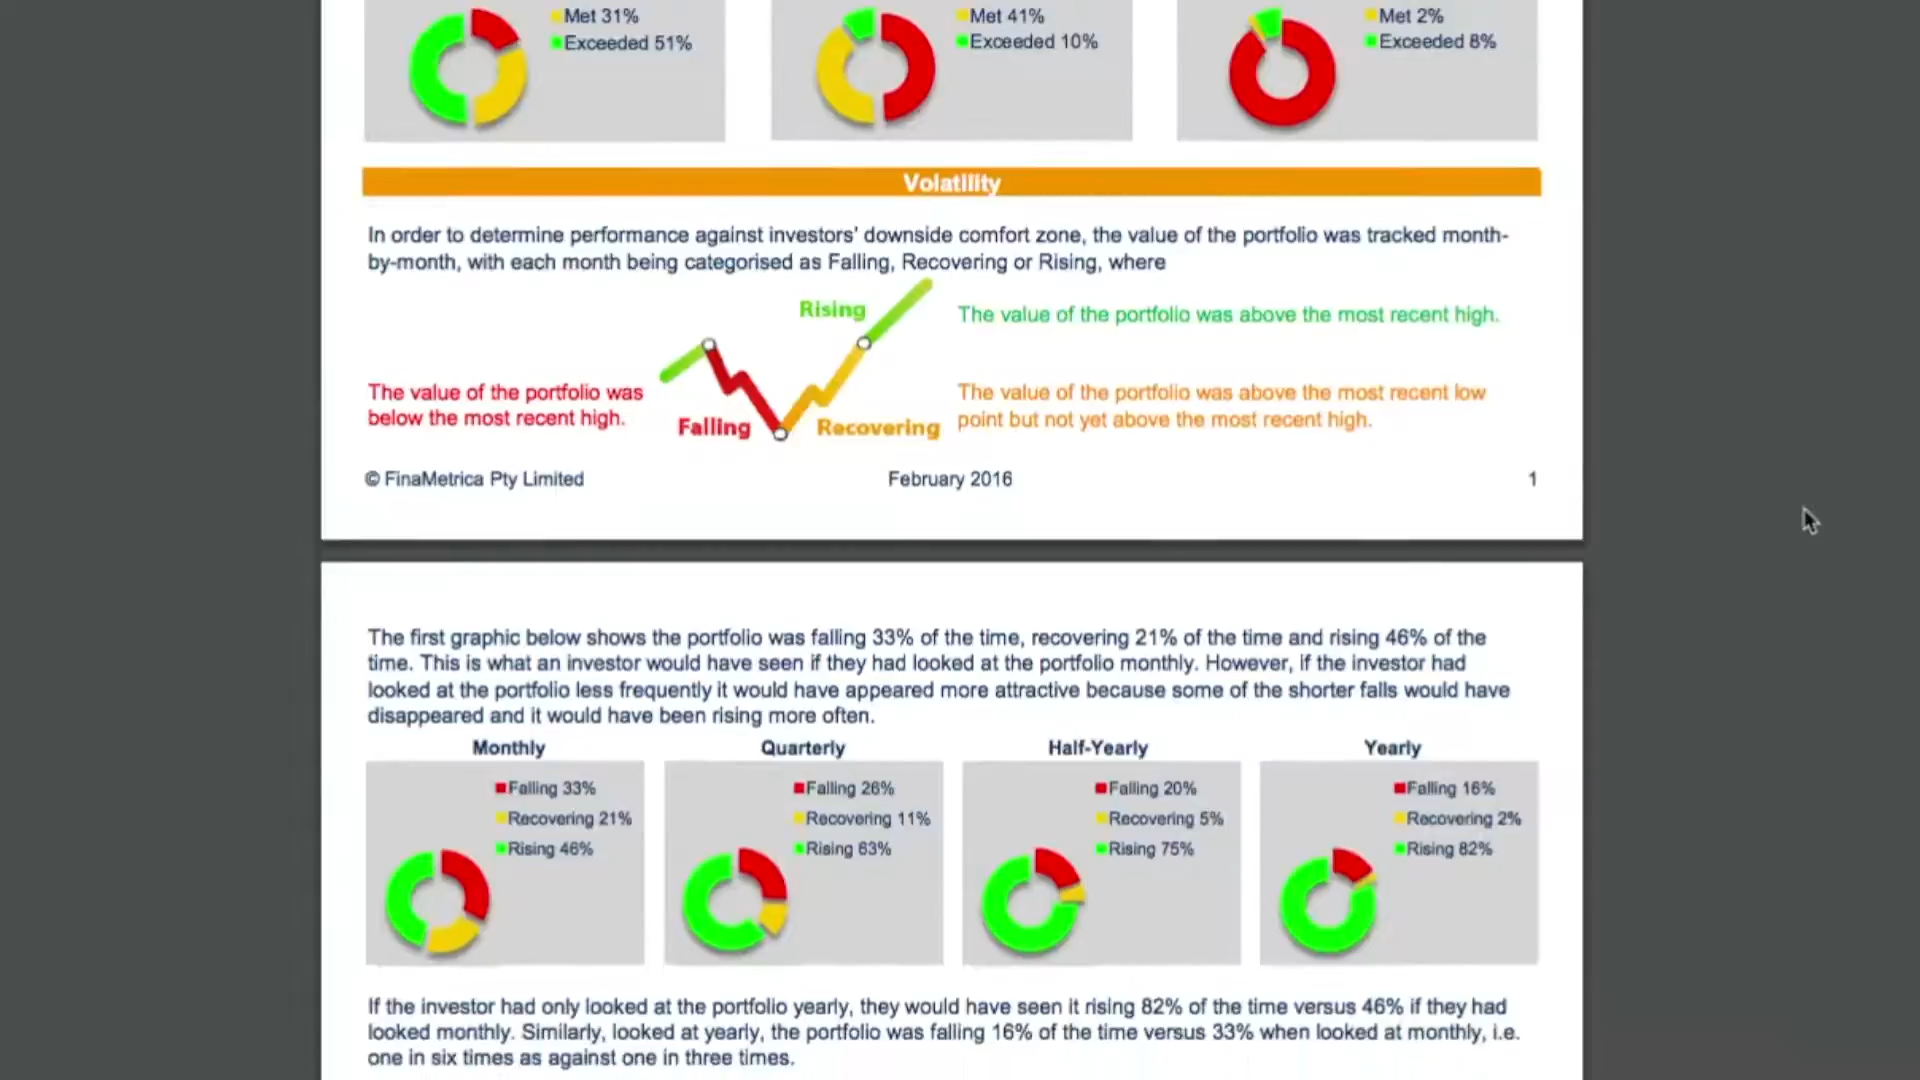 Met 31%
Exceeded 51%
Met 41%
Exceeded 10%
Met 2%
Exceeded 8%
Volatility
In order to determine performance against investors' downside comfort zone, the value of the portfolio was tracked month-
by-month, with each month being categorised as Falling, Recovering or Rising, where
Rising
The value of the portfolio was above the most recent high.
The value of the portfolio was
below the most recent high.
Falling
Recovering
The value of the portfolio was above the most recent low
point but not yet above the most recent high.
© FinaMetrica Pty Limited
February 2016
1
The first graphic below shows the portfolio was falling 33% of the time, recovering 21% of the time and rising 46% of the
time. This is what an investor would have seen if they had looked at the portfolio monthly. However, if the investor had
looked at the portfolio less frequently it would have appeared more attractive because some of the shorter falls would have
disappeared and it would have been rising more often.
Monthly
Falling 33%
Recovering 21%
Rising 46%
Quarterly
Falling 26%
Recovering 11%
Rising 63%
Half-Yearly
Falling 20%
Recovering 5%
Rising 75%
Yearly
Falling 16%
Recovering 2%
Rising 82%
If the investor had only looked at the portfolio yearly, they would have seen it rising 82% of the time versus 46% if they had
looked monthly. Similarly, looked at yearly, the portfolio was falling 16% of the time versus 33% when looked at monthly, i.e.
one in six times as against one in three times.